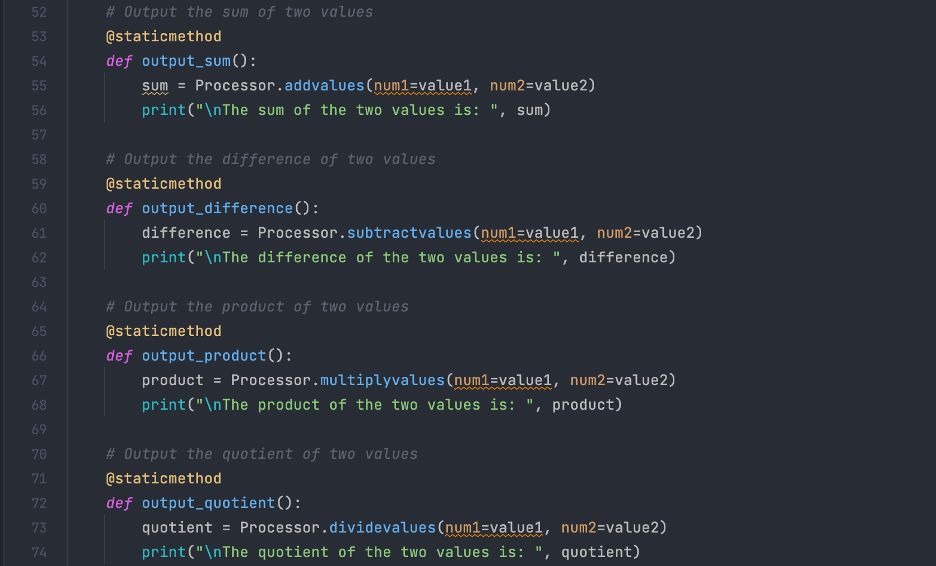 52 # Output the sum of two values
53 @staticmethod
54 def output_sum():
55 sum = Processor.addvalues(num1=value1, num2=value2)
56 print("\nThe sum of the two values is: ", sum)
57
58 # Output the difference of two values
59 @staticmethod
60 def output_difference():
61 difference = Processor.subtractvalues(num1=value1, num2=value2)
62 print("\nThe difference of the two values is: ", difference)
63
64 # Output the product of two values
65 @staticmethod
66 def output_product():
67 product = Processor.multiplyvalues(num1=value1, num2=value2)
68 print("\nThe product of the two values is: ", product)
69
70 # Output the quotient of two values
71 @staticmethod
72 def output_quotient():
73 quotient = Processor.dividevalues(num1=value1, num2=value2)
74 print("\nThe quotient of the two values is: ", quotient)